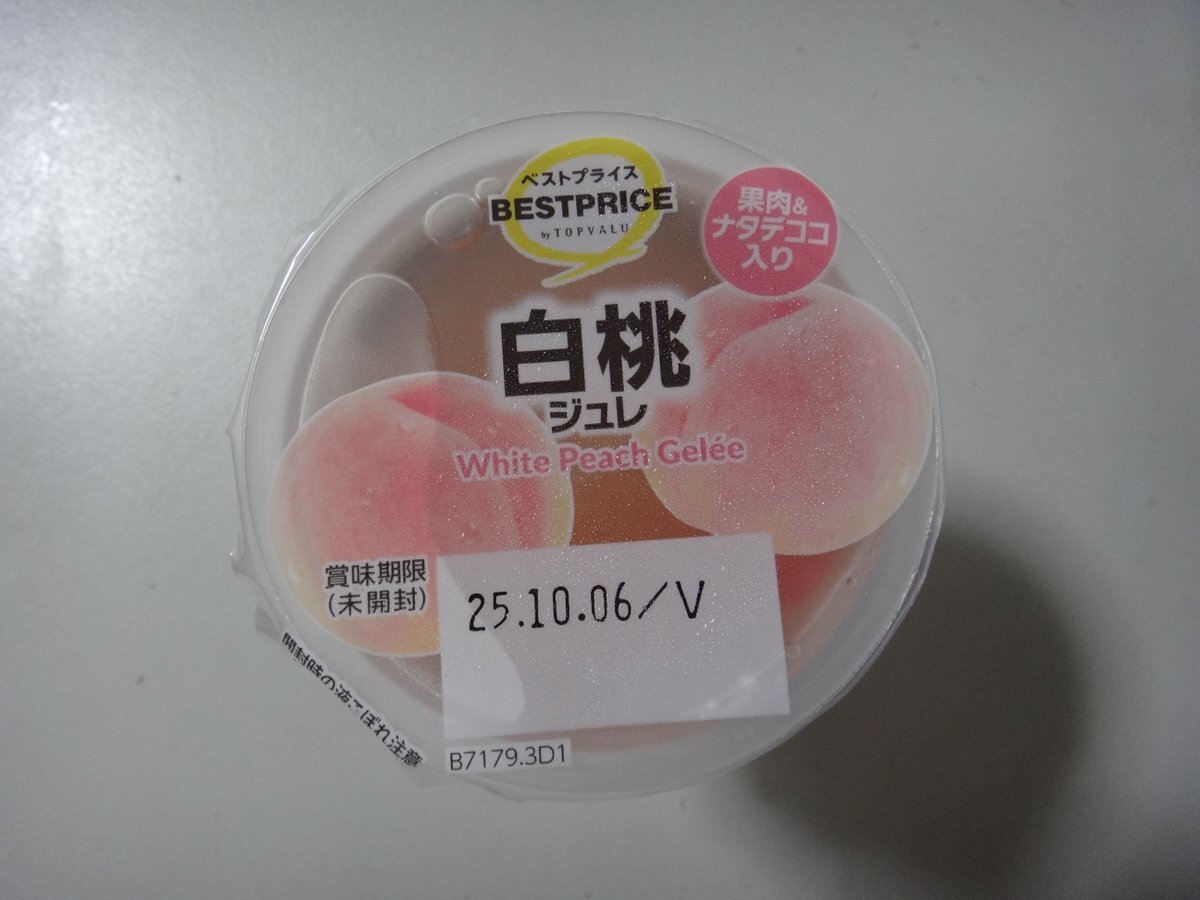 ベストプライス
BESTPRICE
by TOPVALU
果肉&
ナタデココ
入り
白桃
ジュレ
White Peach Gelée
賞味期限
(未開封)
25.10.06/V
開封時の液こぼれ注意
B7179.3D1